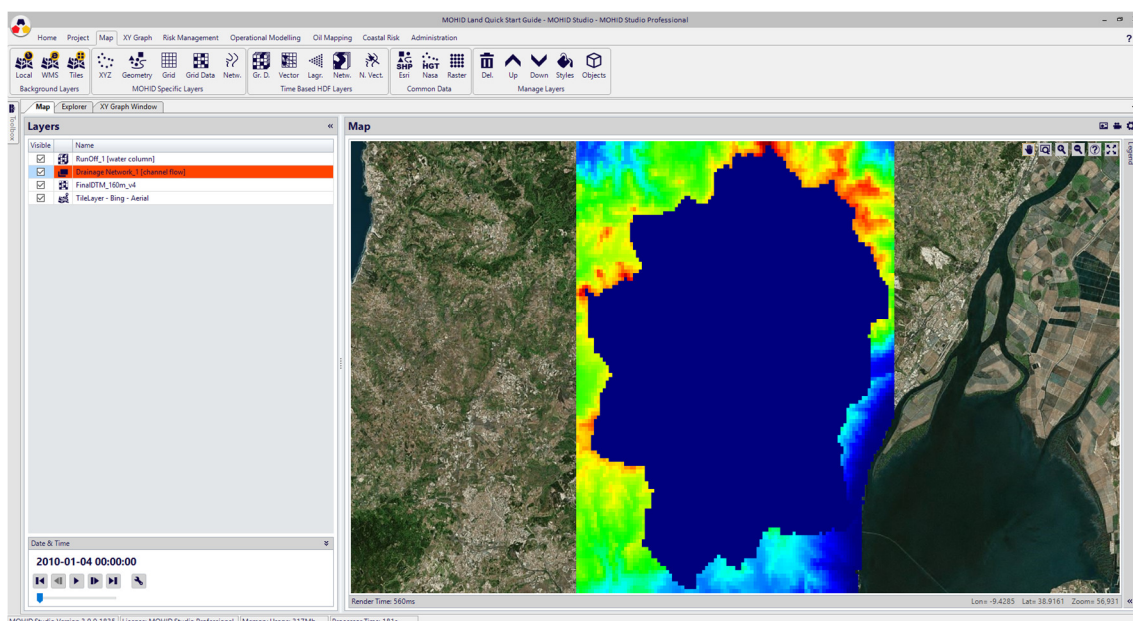 MOHID Land Quick Start Guide - MOHID Studio - MOHID Studio Professional
Home Project Map XY Graph Risk Management Operational Modelling Oil Mapping Coastal Risk Administration
Local WMS Tiles XYZ Geometry Grid Grid Data Netw. Gr. D. Vector Lagr. Netw. N. Vect. SHP Esri HGT Nasa Raster Del. Up Down Styles Objects
Background Layers MOHID Specific Layers Time Based HDF Layers Common Data Manage Layers
Toolbox
Map Explorer XY Graph Window
Layers
Visible Name
RunOff_1 [water column]
Drainage Network_1 [channel flow]
FinalDTM_160m_v4
TileLayer - Bing - Aerial
Date & Time
2010-01-04 00:00:00
Map
Legend
Render Time: 560ms Lon= -9.4285 Lat= 38.9161 Zoom= 56,931